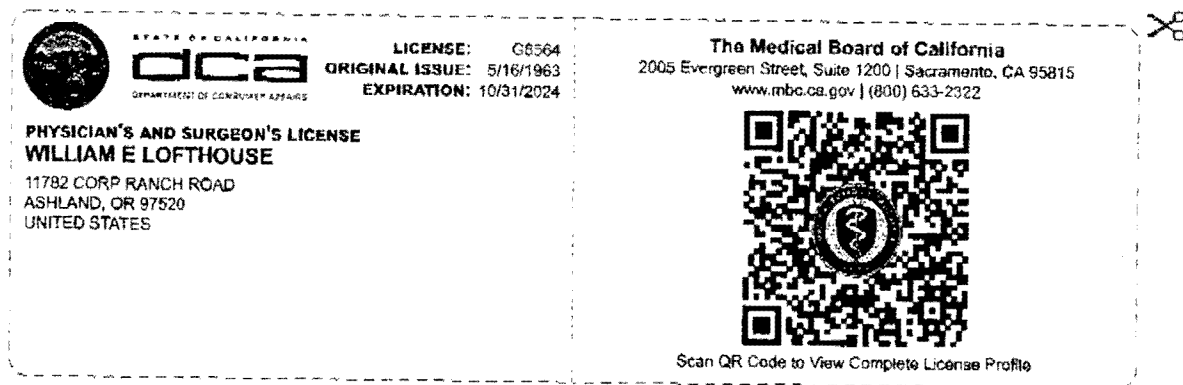 STATE OF CALIFORNIA
dca
DEPARTMENT OF CONSUMER AFFAIRS
LICENSE: G8564
ORIGINAL ISSUE: 5/16/1963
EXPIRATION: 10/31/2024
PHYSICIAN'S AND SURGEON'S LICENSE
WILLIAM E LOFTHOUSE
11782 CORP RANCH ROAD
ASHLAND, OR 97520
UNITED STATES
The Medical Board of California
2005 Evergreen Street, Suite 1200 | Sacramento, CA 95815
www.mbc.ca.gov | (800) 633-2322
Scan QR Code to View Complete License Profile